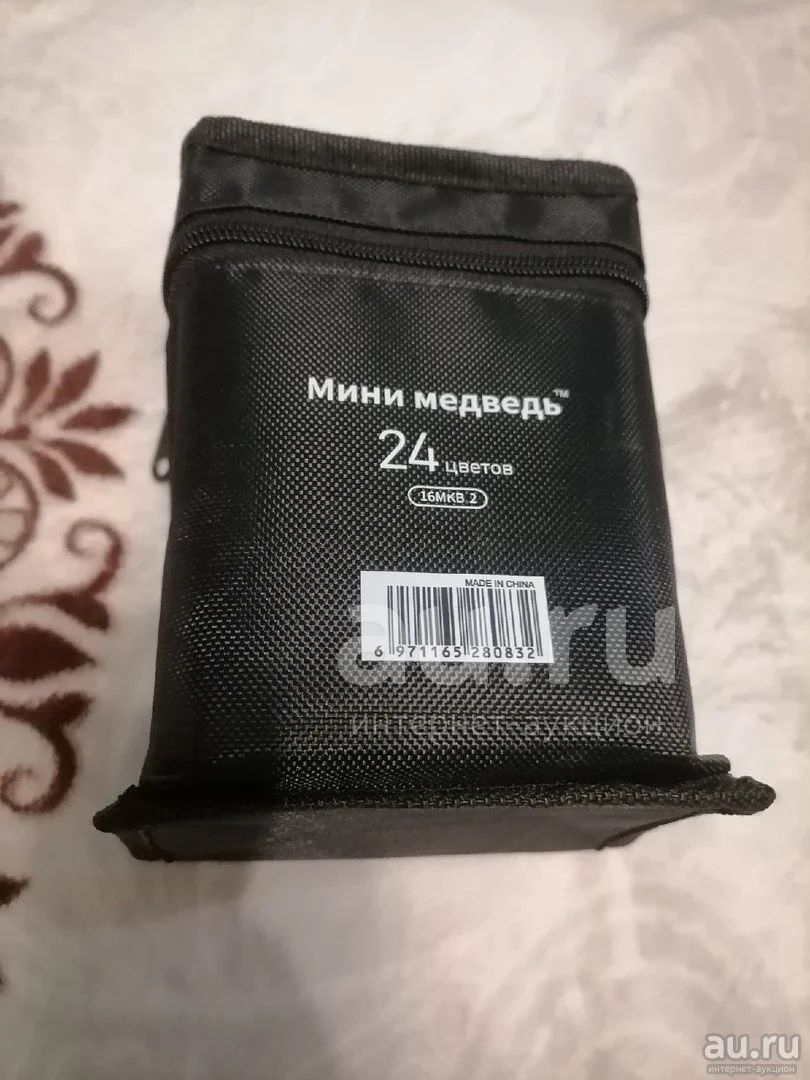 Мини медведь™
24 цветов
16МКВ 2
MADE IN CHINA
6 971165 280832
au.ru
интернет-аукцион
au.ru
интернет-аукцион